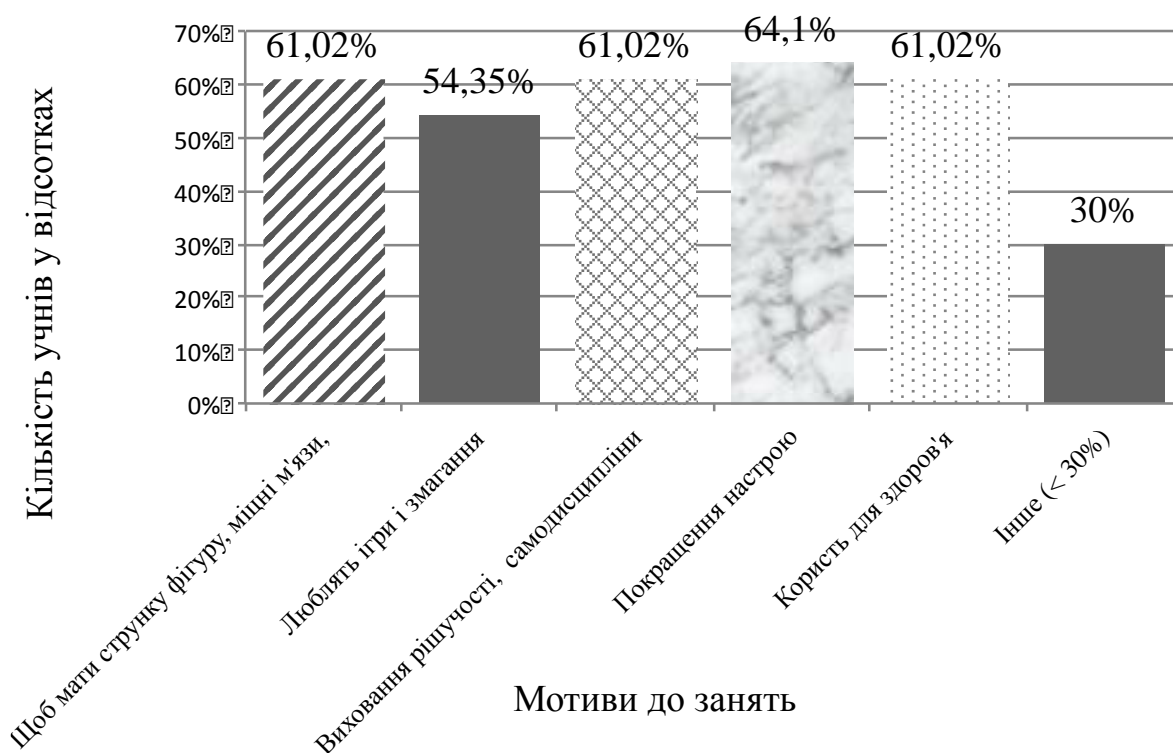 Кількість учнів у відсотках
70%
60%
50%
40%
30%
20%
10%
0%
61,02%
54,35%
61,02%
64,1%
61,02%
30%
Щоб мати струнку фігуру, міцні м'язи,
Люблять ігри і змагання
Виховання рішучості, самодисципліни
Покращення настрою
Користь для здоров'я
Інше (< 30%)
Мотиви до занять